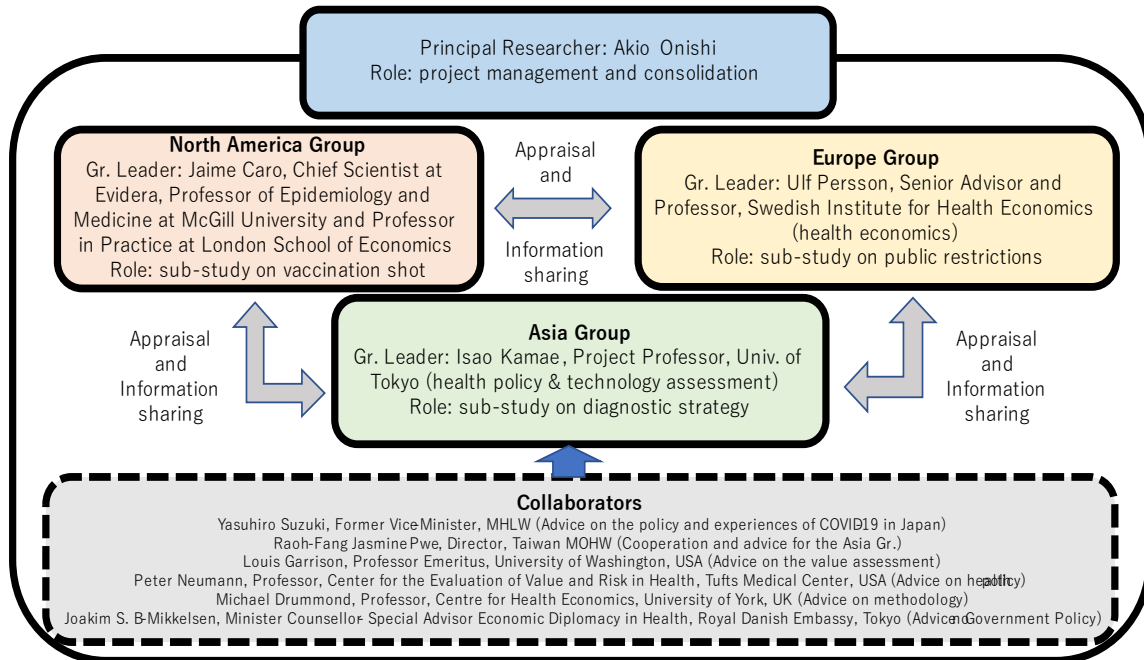 Principal Researcher: Akio Onishi
Role: project management and consolidation
North America Group
Gr. Leader: Jaime Caro, Chief Scientist at
Evidera, Professor of Epidemiology and
Medicine at McGill University and Professor
in Practice at London School of Economics
Role: sub-study on vaccination shot
Appraisal
and
Information
sharing
Europe Group
Gr. Leader: Ulf Persson, Senior Advisor and
Professor, Swedish Institute for Health Economics
(health economics)
Role: sub-study on public restrictions
Appraisal
and
Information
sharing
Asia Group
Gr. Leader: Isao Kamae, Project Professor, Univ. of
Tokyo (health policy & technology assessment)
Role: sub-study on diagnostic strategy
Appraisal
and
Information
sharing
Collaborators
Yasuhiro Suzuki, Former Vice-Minister, MHLW (Advice on the policy and experiences of COVID-19 in Japan)
Raoh-Fang Jasmine Pwe, Director, Taiwan MOHW (Cooperation and advice for the Asia Gr.)
Louis Garrison, Professor Emeritus, University of Washington, USA (Advice on the value assessment)
Peter Neumann, Professor, Center for the Evaluation of Value and Risk in Health, Tufts Medical Center, USA (Advice on health policy)
Michael Drummond, Professor, Centre for Health Economics, University of York, UK (Advice on methodology)
Joakim S. B-Mikkelsen, Minister Counsellor- Special Advisor Economic Diplomacy in Health, Royal Danish Embassy, Tokyo (Advice on Government Policy)